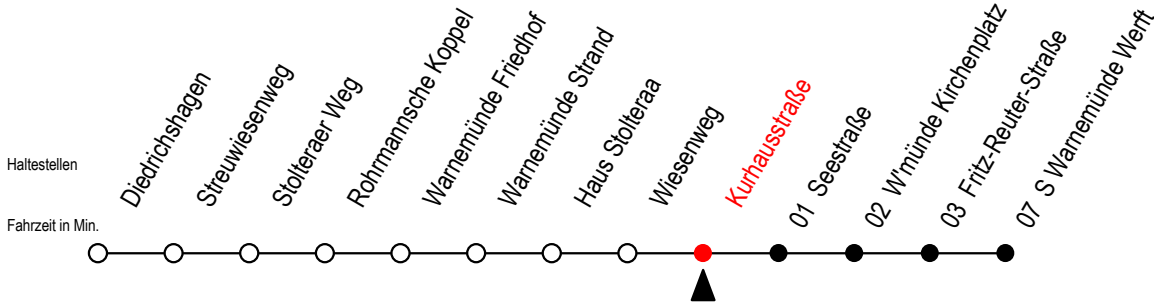 Haltestellen
Diedrichshagen
Streuwiesenweg
Stolteraer Weg
Rohrmannsche Koppel
Warnemünde Friedhof
Warnemünde Strand
Haus Stolteraa
Wiesenweg
Kurhausstraße
01 Seestraße
02 W'münde Kirchenplatz
03 Fritz-Reuter-Straße
07 S Warnemünde Werft
Fahrzeit in Min.